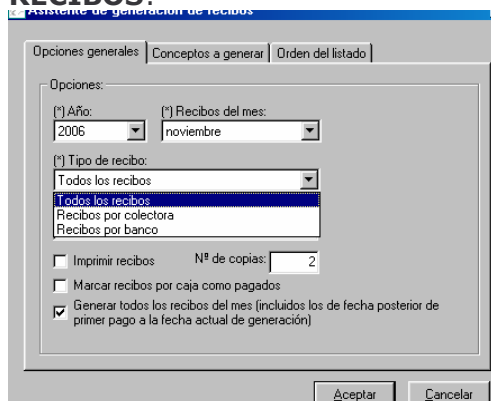 RECIBOS.
Asistente de generación de recibos
Opciones generales Conceptos a generar Orden del listado
Opciones:
(*) Año: (*) Recibos del mes:
2006 noviembre
(*) Tipo de recibo:
Todos los recibos
Todos los recibos
Recibos por colectora
Recibos por banco
Imprimir recibos Nº de copias: 2
Marcar recibos por caja como pagados
Generar todos los recibos del mes (incluidos los de fecha posterior de
primer pago a la fecha actual de generación)
Aceptar Cancelar